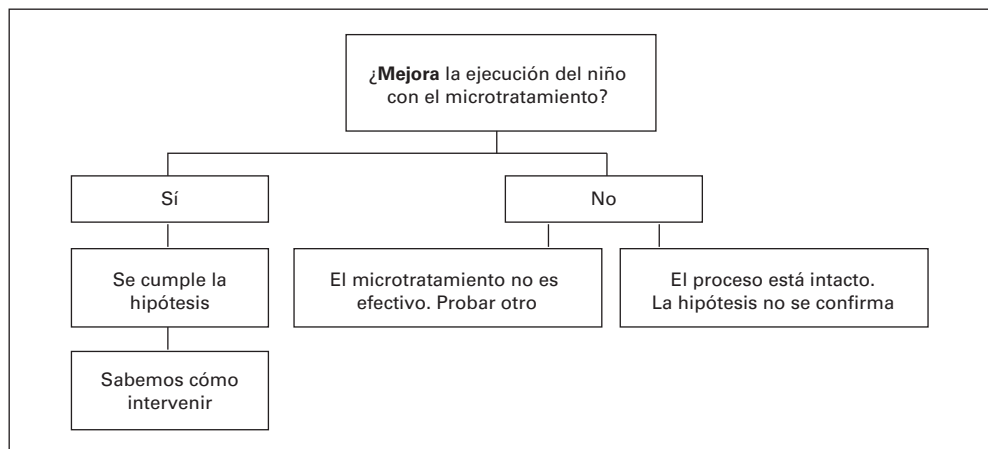 ¿Mejora la ejecución del niño
con el microtratamiento?
Sí
No
Se cumple la
hipótesis
El microtratamiento no es
efectivo. Probar otro
El proceso está intacto.
La hipótesis no se confirma
Sabemos cómo
intervenir